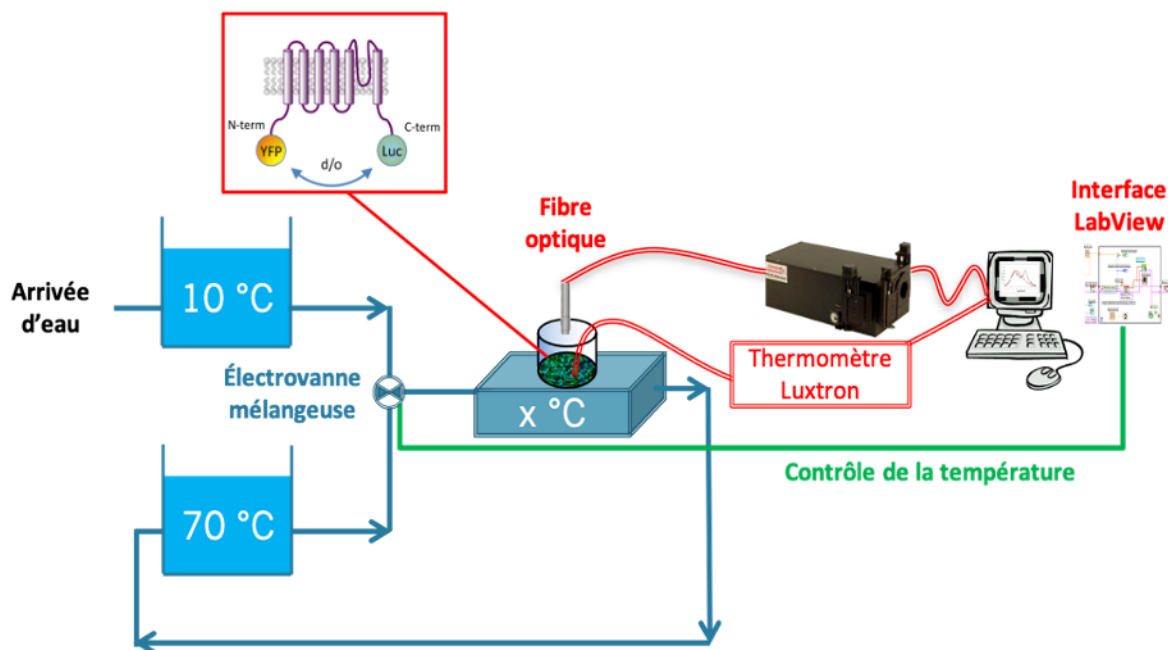 N-term
C-term
YFP
Luc
d/o
Interface
LabView
Fibre
optique
Arrivée
d’eau
10 °C
Électrovanne
mélangeuse
x °C
Thermomètre
Luxtron
Contrôle de la température
70 °C